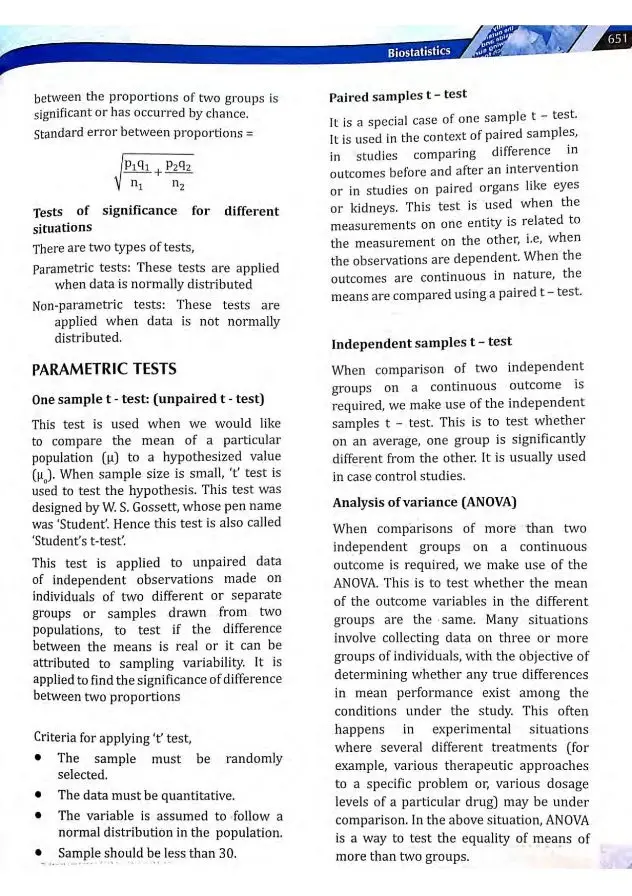 Biostatistics
651
between the proportions of two groups is
significant or has occurred by chance.
Standard error between proportions =
√ p₁q₁/n₁ + p₂q₂/n₂
Tests of significance for different
situations
There are two types of tests,
Parametric tests: These tests are applied
when data is normally distributed
Non-parametric tests: These tests are
applied when data is not normally
distributed.
PARAMETRIC TESTS
One sample t - test: (unpaired t - test)
This test is used when we would like
to compare the mean of a particular
population (μ) to a hypothesized value
(μ₀). When sample size is small, 't' test is
used to test the hypothesis. This test was
designed by W. S. Gossett, whose pen name
was 'Student'. Hence this test is also called
'Student's t-test'.
This test is applied to unpaired data
of independent observations made on
individuals of two different or separate
groups or samples drawn from two
populations, to test if the difference
between the means is real or it can be
attributed to sampling variability. It is
applied to find the significance of difference
between two proportions
Criteria for applying 't' test,
• The sample must be randomly
selected.
• The data must be quantitative.
• The variable is assumed to follow a
normal distribution in the population.
• Sample should be less than 30.
Paired samples t – test
It is a special case of one sample t – test.
It is used in the context of paired samples,
in studies comparing difference in
outcomes before and after an intervention
or in studies on paired organs like eyes
or kidneys. This test is used when the
measurements on one entity is related to
the measurement on the other, i.e, when
the observations are dependent. When the
outcomes are continuous in nature, the
means are compared using a paired t – test.
Independent samples t – test
When comparison of two independent
groups on a continuous outcome is
required, we make use of the independent
samples t – test. This is to test whether
on an average, one group is significantly
different from the other. It is usually used
in case control studies.
Analysis of variance (ANOVA)
When comparisons of more than two
independent groups on a continuous
outcome is required, we make use of the
ANOVA. This is to test whether the mean
of the outcome variables in the different
groups are the same. Many situations
involve collecting data on three or more
groups of individuals, with the objective of
determining whether any true differences
in mean performance exist among the
conditions under the study. This often
happens in experimental situations
where several different treatments (for
example, various therapeutic approaches
to a specific problem or, various dosage
levels of a particular drug) may be under
comparison. In the above situation, ANOVA
is a way to test the equality of means of
more than two groups.